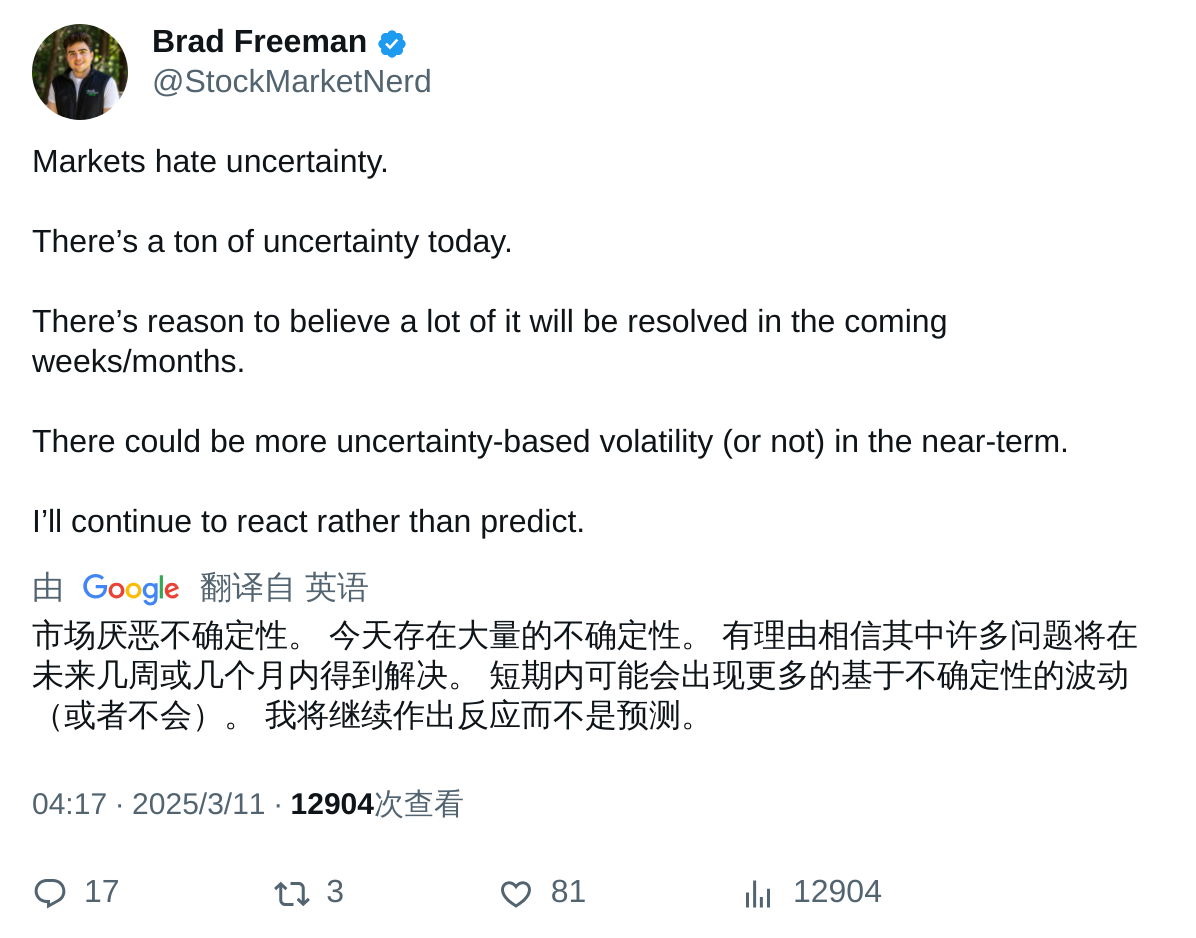 Brad Freeman
@StockMarketNerd
Markets hate uncertainty.
There’s a ton of uncertainty today.
There’s reason to believe a lot of it will be resolved in the coming
weeks/months.
There could be more uncertainty-based volatility (or not) in the near-term.
I’ll continue to react rather than predict.
由 Google 翻译自 英语
市场厌恶不确定性。 今天存在大量的不确定性。 有理由相信其中许多问题将在
未来几周或几个月内得到解决。 短期内可能会出现更多的基于不确定性的波动
（或者不会）。 我将继续作出反应而不是预测。
04:17 · 2025/3/11 · 12904次查看
17 3 81 12904